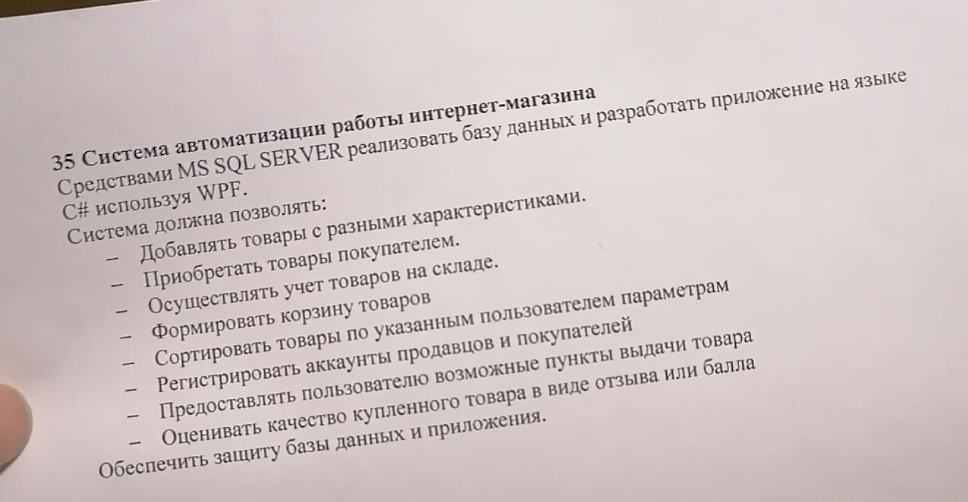 35 Система автоматизации работы интернет-магазина
Средствами MS SQL SERVER реализовать базу данных и разработать приложение на языке
C# используя WPF.
Система должна позволять:
– Добавлять товары с разными характеристиками.
– Приобретать товары покупателем.
– Осуществлять учет товаров на складе.
– Формировать корзину товаров
– Сортировать товары по указанным пользователем параметрам
– Регистрировать аккаунты продавцов и покупателей
– Предоставлять пользователю возможные пункты выдачи товара
– Оценивать качество купленного товара в виде отзыва или балла
Обеспечить защиту базы данных и приложения.